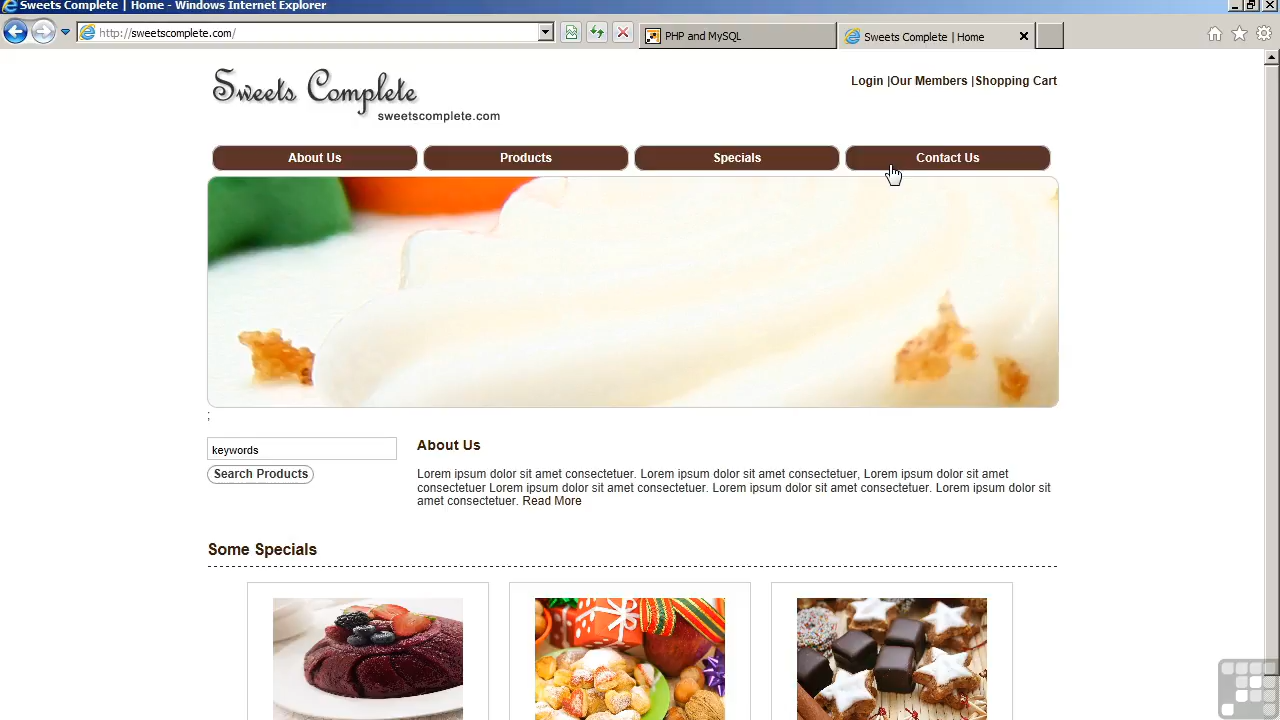 Sweets Complete | Home - Windows Internet Explorer
http://sweetscomplete.com/
PHP and MySQL
Sweets Complete | Home
Sweets Complete
sweetscomplete.com
Login |Our Members |Shopping Cart
About Us
Products
Specials
Contact Us
;
keywords
Search Products
About Us
Lorem ipsum dolor sit amet consectetuer. Lorem ipsum dolor sit amet consectetuer, Lorem ipsum dolor sit amet
consectetuer Lorem ipsum dolor sit amet consectetuer. Lorem ipsum dolor sit amet consectetuer. Lorem ipsum dolor sit
amet consectetuer. Read More
Some Specials